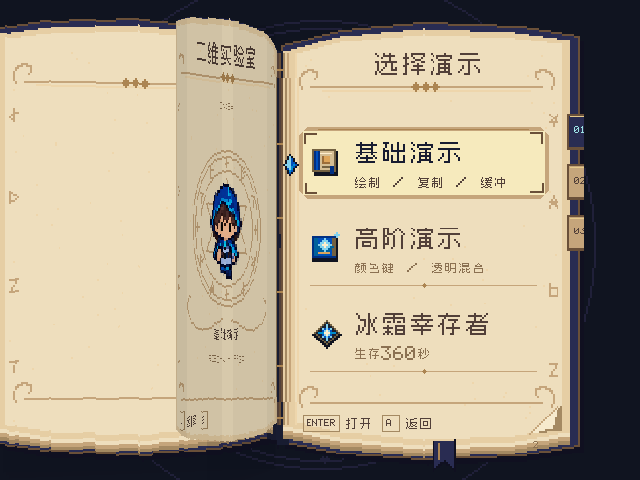 二维实验室
选择演示
基础演示
绘制 / 复制 / 缓冲
高阶演示
颜色键 / 透明混合
冰霜幸存者
生存360秒
ENTER 打开 A 返回
01
02
03